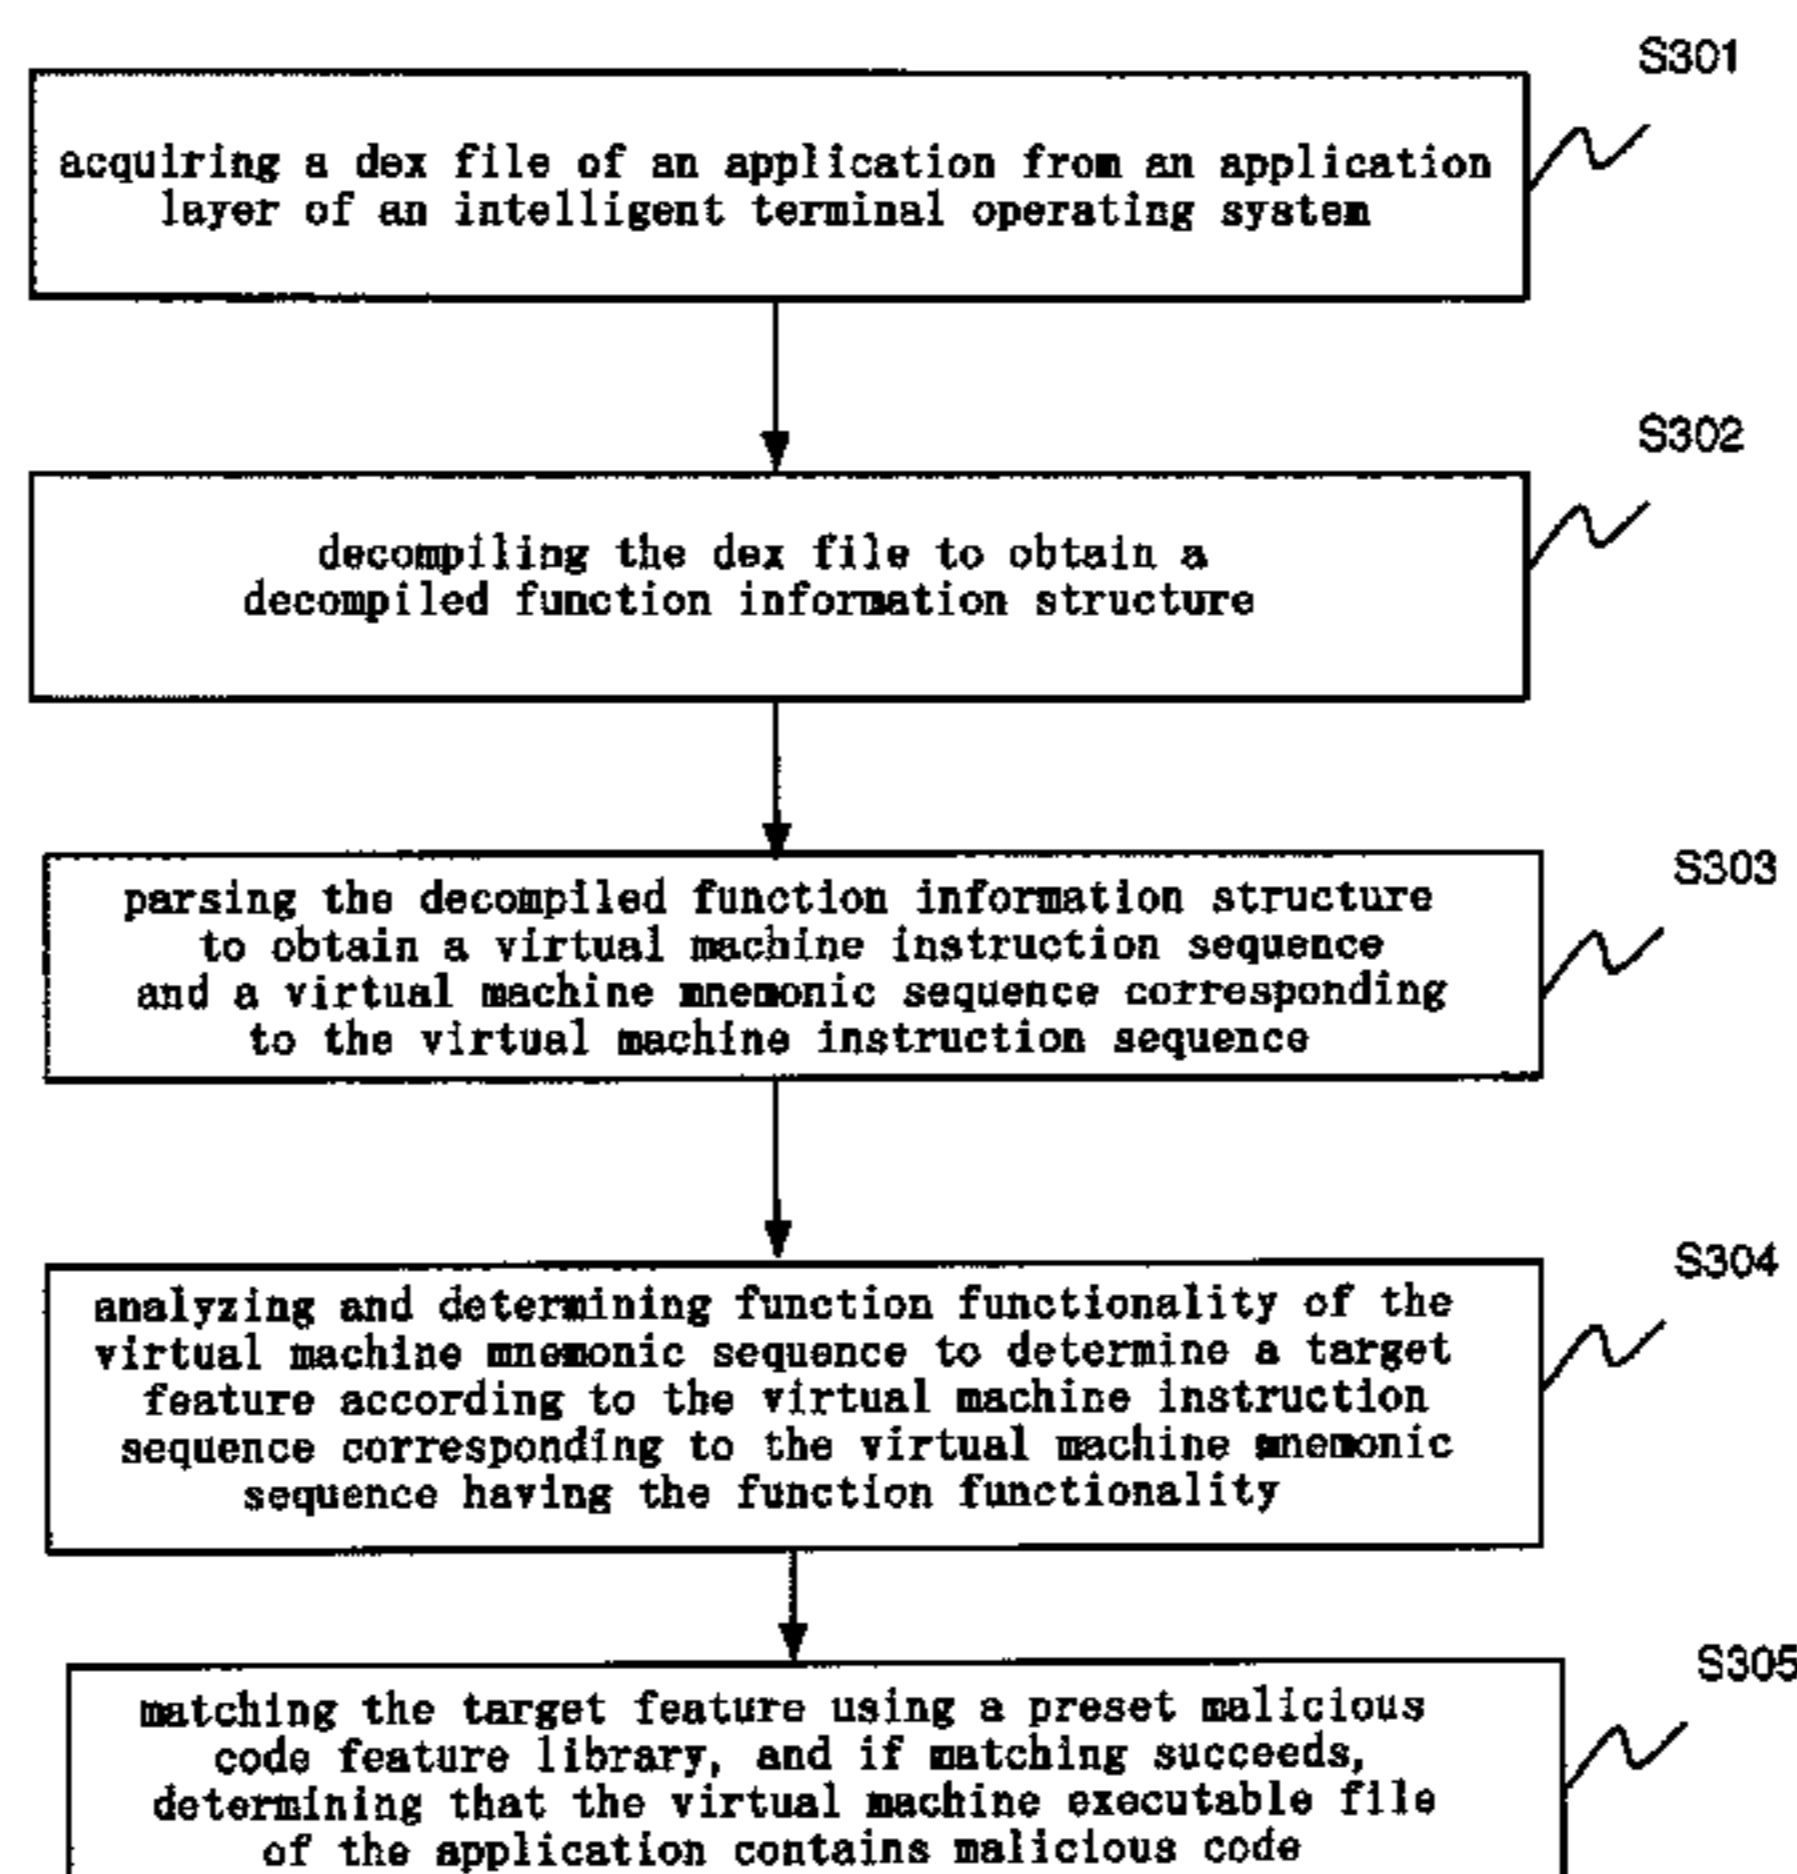 S301
acquiring a dex file of an application from an application
layer of an intelligent terminal operating system
S302
decompiling the dex file to obtain a
decompiled function information structure
S303
parsing the decompiled function information structure
to obtain a virtual machine instruction sequence
and a virtual machine mnemonic sequence corresponding
to the virtual machine instruction sequence
S304
analyzing and determining function functionality of the
virtual machine mnemonic sequence to determine a target
feature according to the virtual machine instruction
sequence corresponding to the virtual machine mnemonic
sequence having the function functionality
S305
matching the target feature using a preset malicious
code feature library, and if matching succeeds,
determining that the virtual machine executable file
of the application contains malicious code